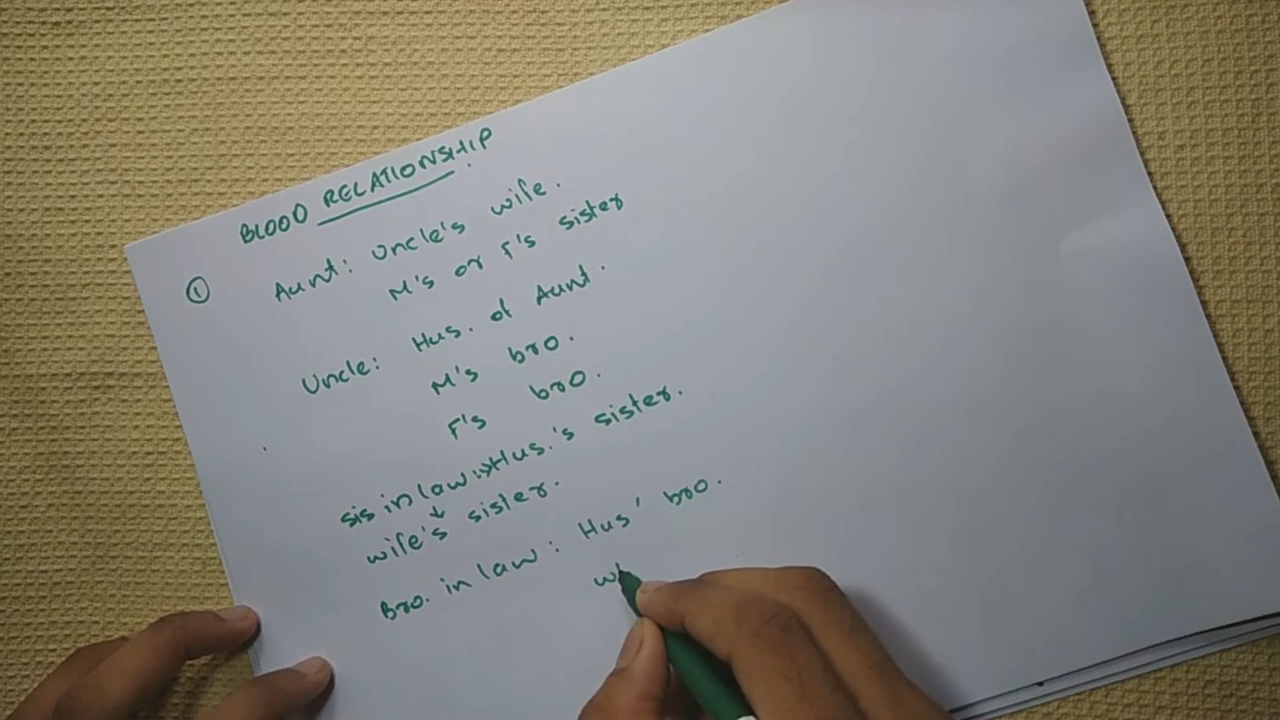 BLOOD RELATIONSHIP.
① Aunt: Uncle's wife.
M's or F's sister
Uncle: Hus. of Aunt.
M's bro.
F's bro.
sis in law → Hus.'s sister.
↓
wife's sister.
Bro. in law: Hus' bro.